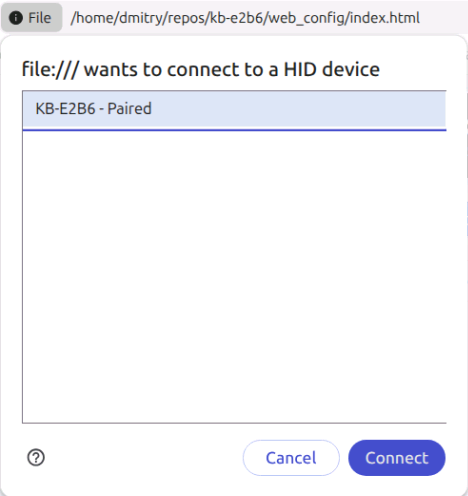 File /home/dmitry/repos/kb-e2b6/web_config/index.html
file:/// wants to connect to a HID device
KB-E2B6 - Paired
Cancel Connect